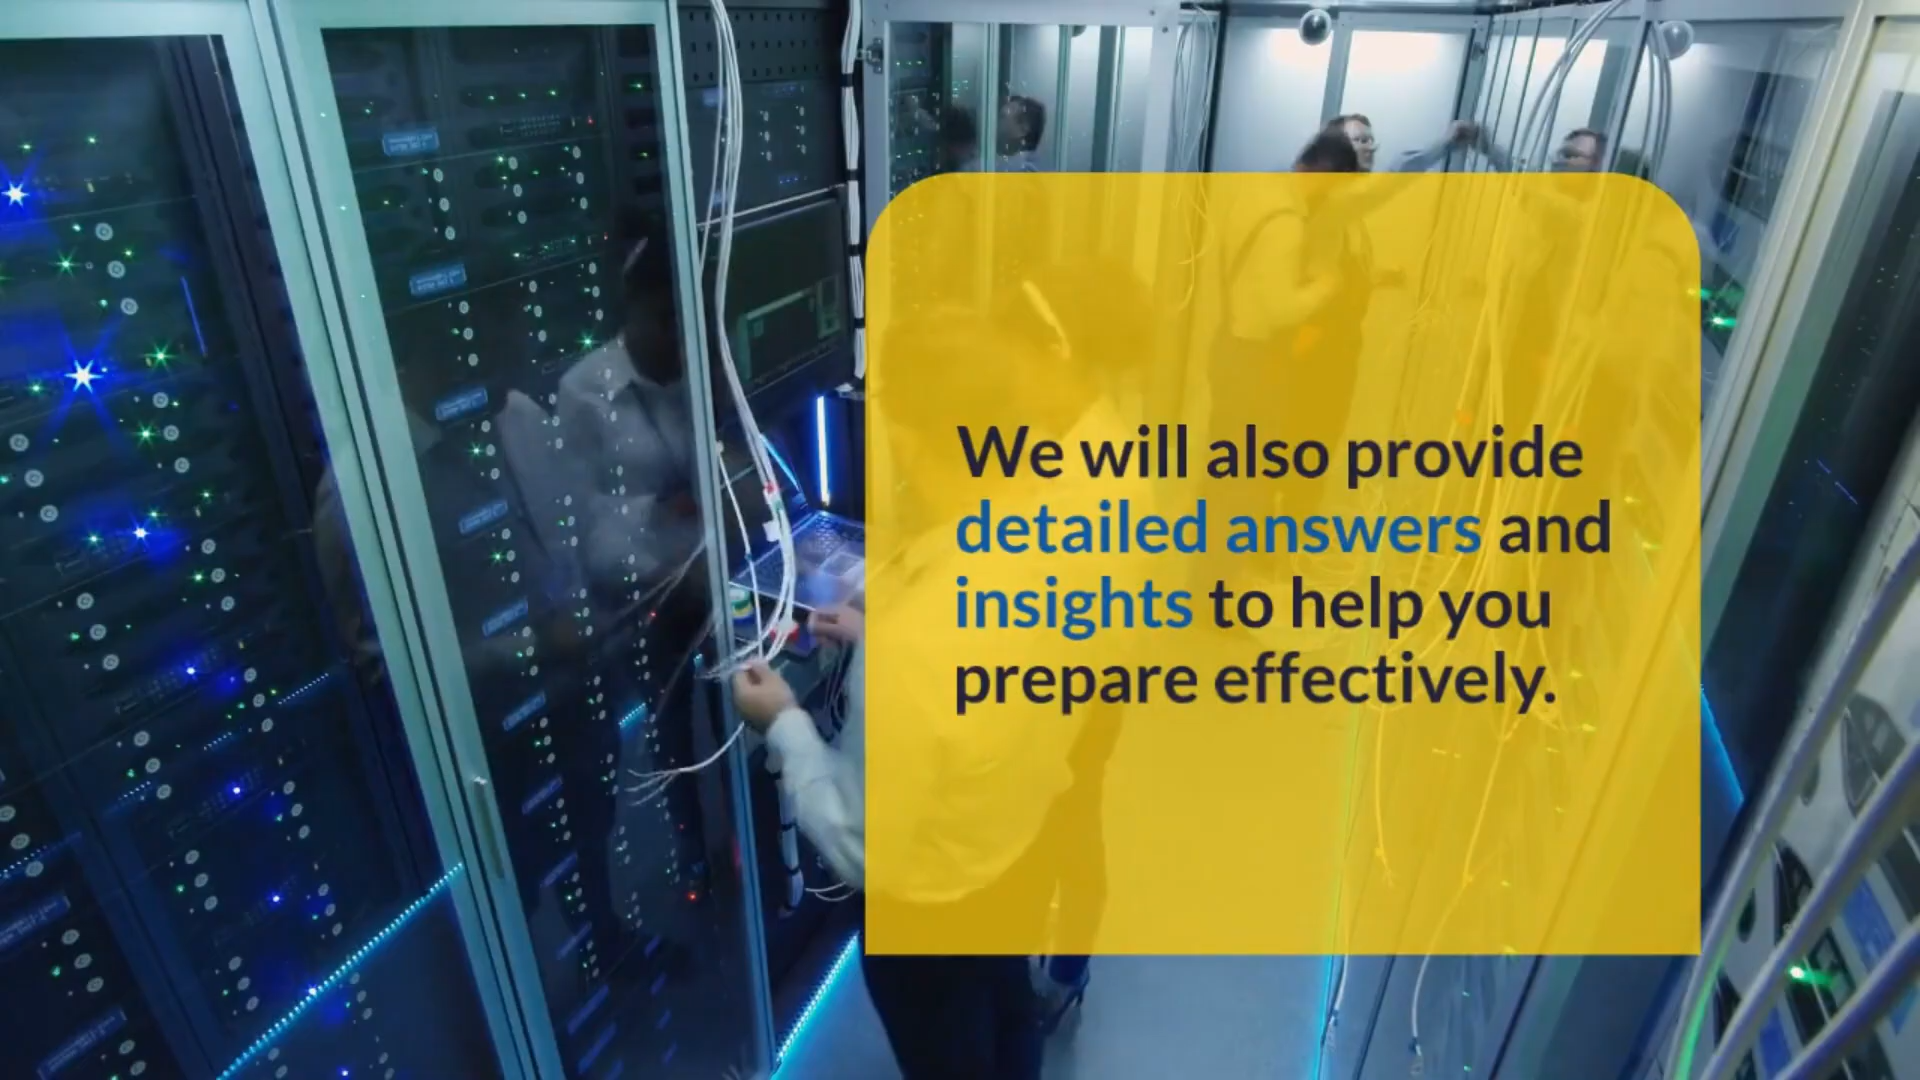 We will also provide
detailed answers and
insights to help you
prepare effectively.